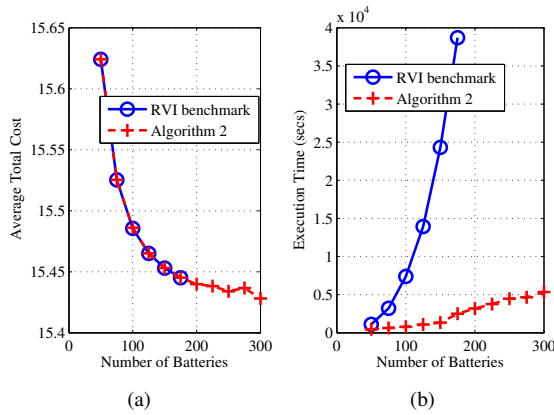 15.65
15.6
15.55
15.5
15.45
15.4
0
100
200
300
Average Total Cost
Number of Batteries
RVI benchmark
Algorithm 2
(a)
x 10^4
4
3.5
3
2.5
2
1.5
1
0.5
0
0
100
200
300
Execution Time (secs)
Number of Batteries
RVI benchmark
Algorithm 2
(b)